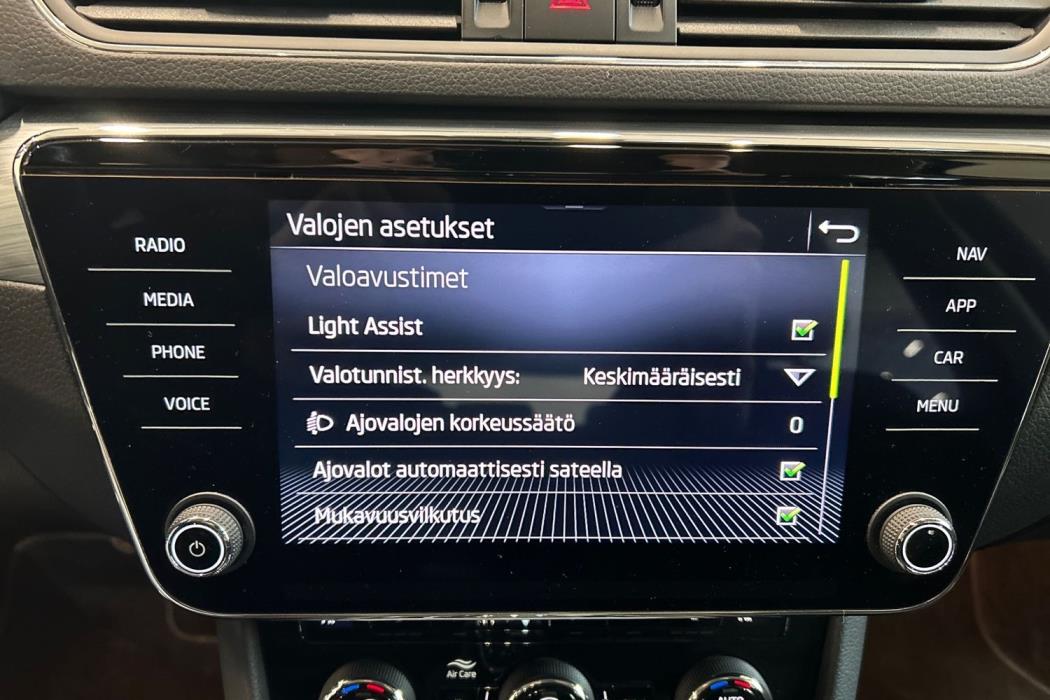 RADIO
MEDIA
PHONE
VOICE
Valojen asetukset
Valoavustimet
Light Assist
Valotunnist. herkkyys: Keskimääräisesti
Ajovalojen korkeussäätö 0
Ajovalot automaattisesti sateella
Mukavuusvilkutus
NAV
APP
CAR
MENU
Air Care
AUTO